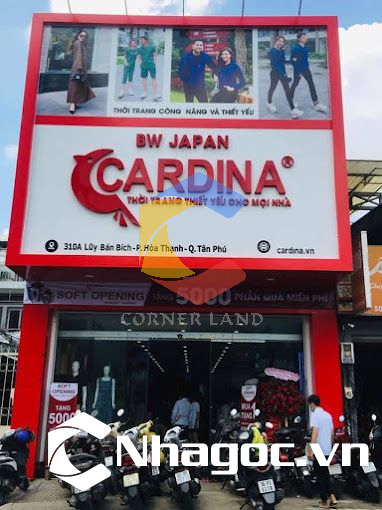 THỜI TRANG CÔNG NĂNG VÀ THIẾT YẾU
BW JAPAN
CARDINA®
THỜI TRANG THIẾT YẾU CHO MỌI NHÀ
310A Lũy Bán Bích - P. Hòa Thạnh - Q. Tân Phú
cardina.vn
SOFT OPENING TẶNG 5000 PHẦN QUÀ MIỄN PHÍ
CORNER LAND
SOFT OPENING
TẶNG
5000
MUA
TẶNG
Nhagoc.vn